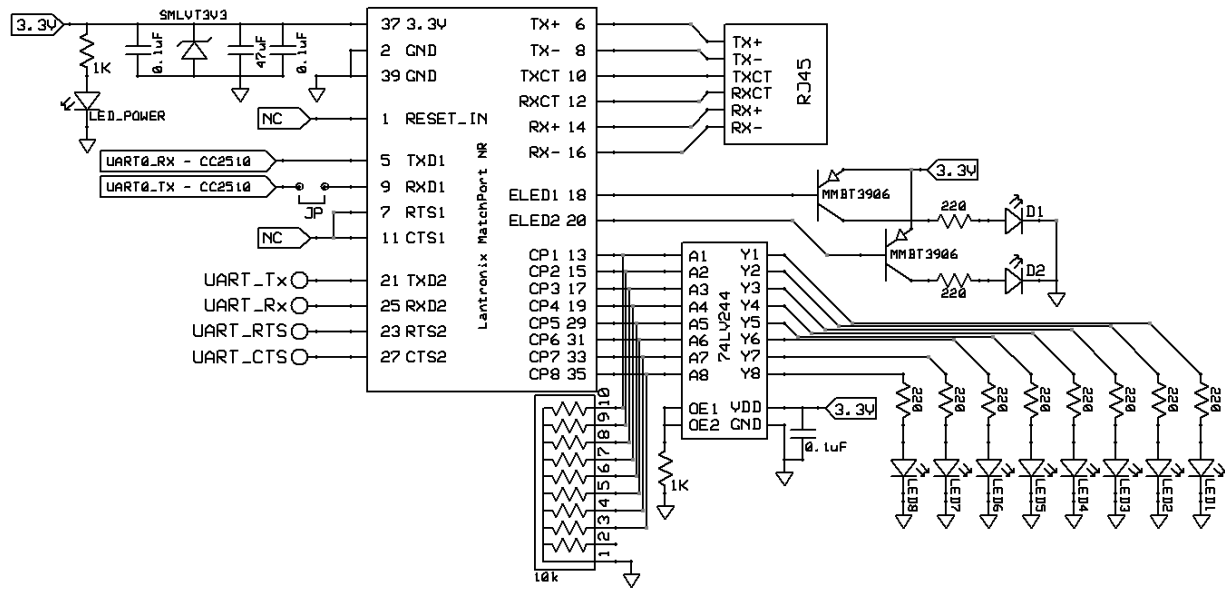 3.3V
SMLVT3V3
1K
0.1uF
47uF
0.1uF
LED_POWER
37 3.3V
2 GND
39 GND
NC
1 RESET_IN
UART0_RX - CC2510
5 TXD1
UART0_TX - CC2510
JP
9 RXD1
7 RTS1
NC
11 CTS1
UART_Tx
21 TXD2
UART_Rx
25 RXD2
UART_RTS
23 RTS2
UART_CTS
27 CTS2
Lantronix MatchPort NR
TX+ 6
TX- 8
TXCT 10
RXCT 12
RX+ 14
RX- 16
ELED1 18
ELED2 20
CP1 13
CP2 15
CP3 17
CP4 19
CP5 29
CP6 31
CP7 33
CP8 35
TX+
TX-
TXCT
RXCT
RX+
RX-
RJ45
3.3V
MMBT3906
220
D1
MMBT3906
220
D2
A1 Y1
A2 Y2
A3 Y3
A4 Y4
A5 Y5
A6 Y6
A7 Y7
A8 Y8
74LV244
OE1 VDD
OE2 GND
3.3V
0.1uF
1K
10
9
8
7
6
5
4
3
2
1
10k
220
220
220
220
220
220
220
220
LED8
LED7
LED6
LED5
LED4
LED3
LED2
LED1